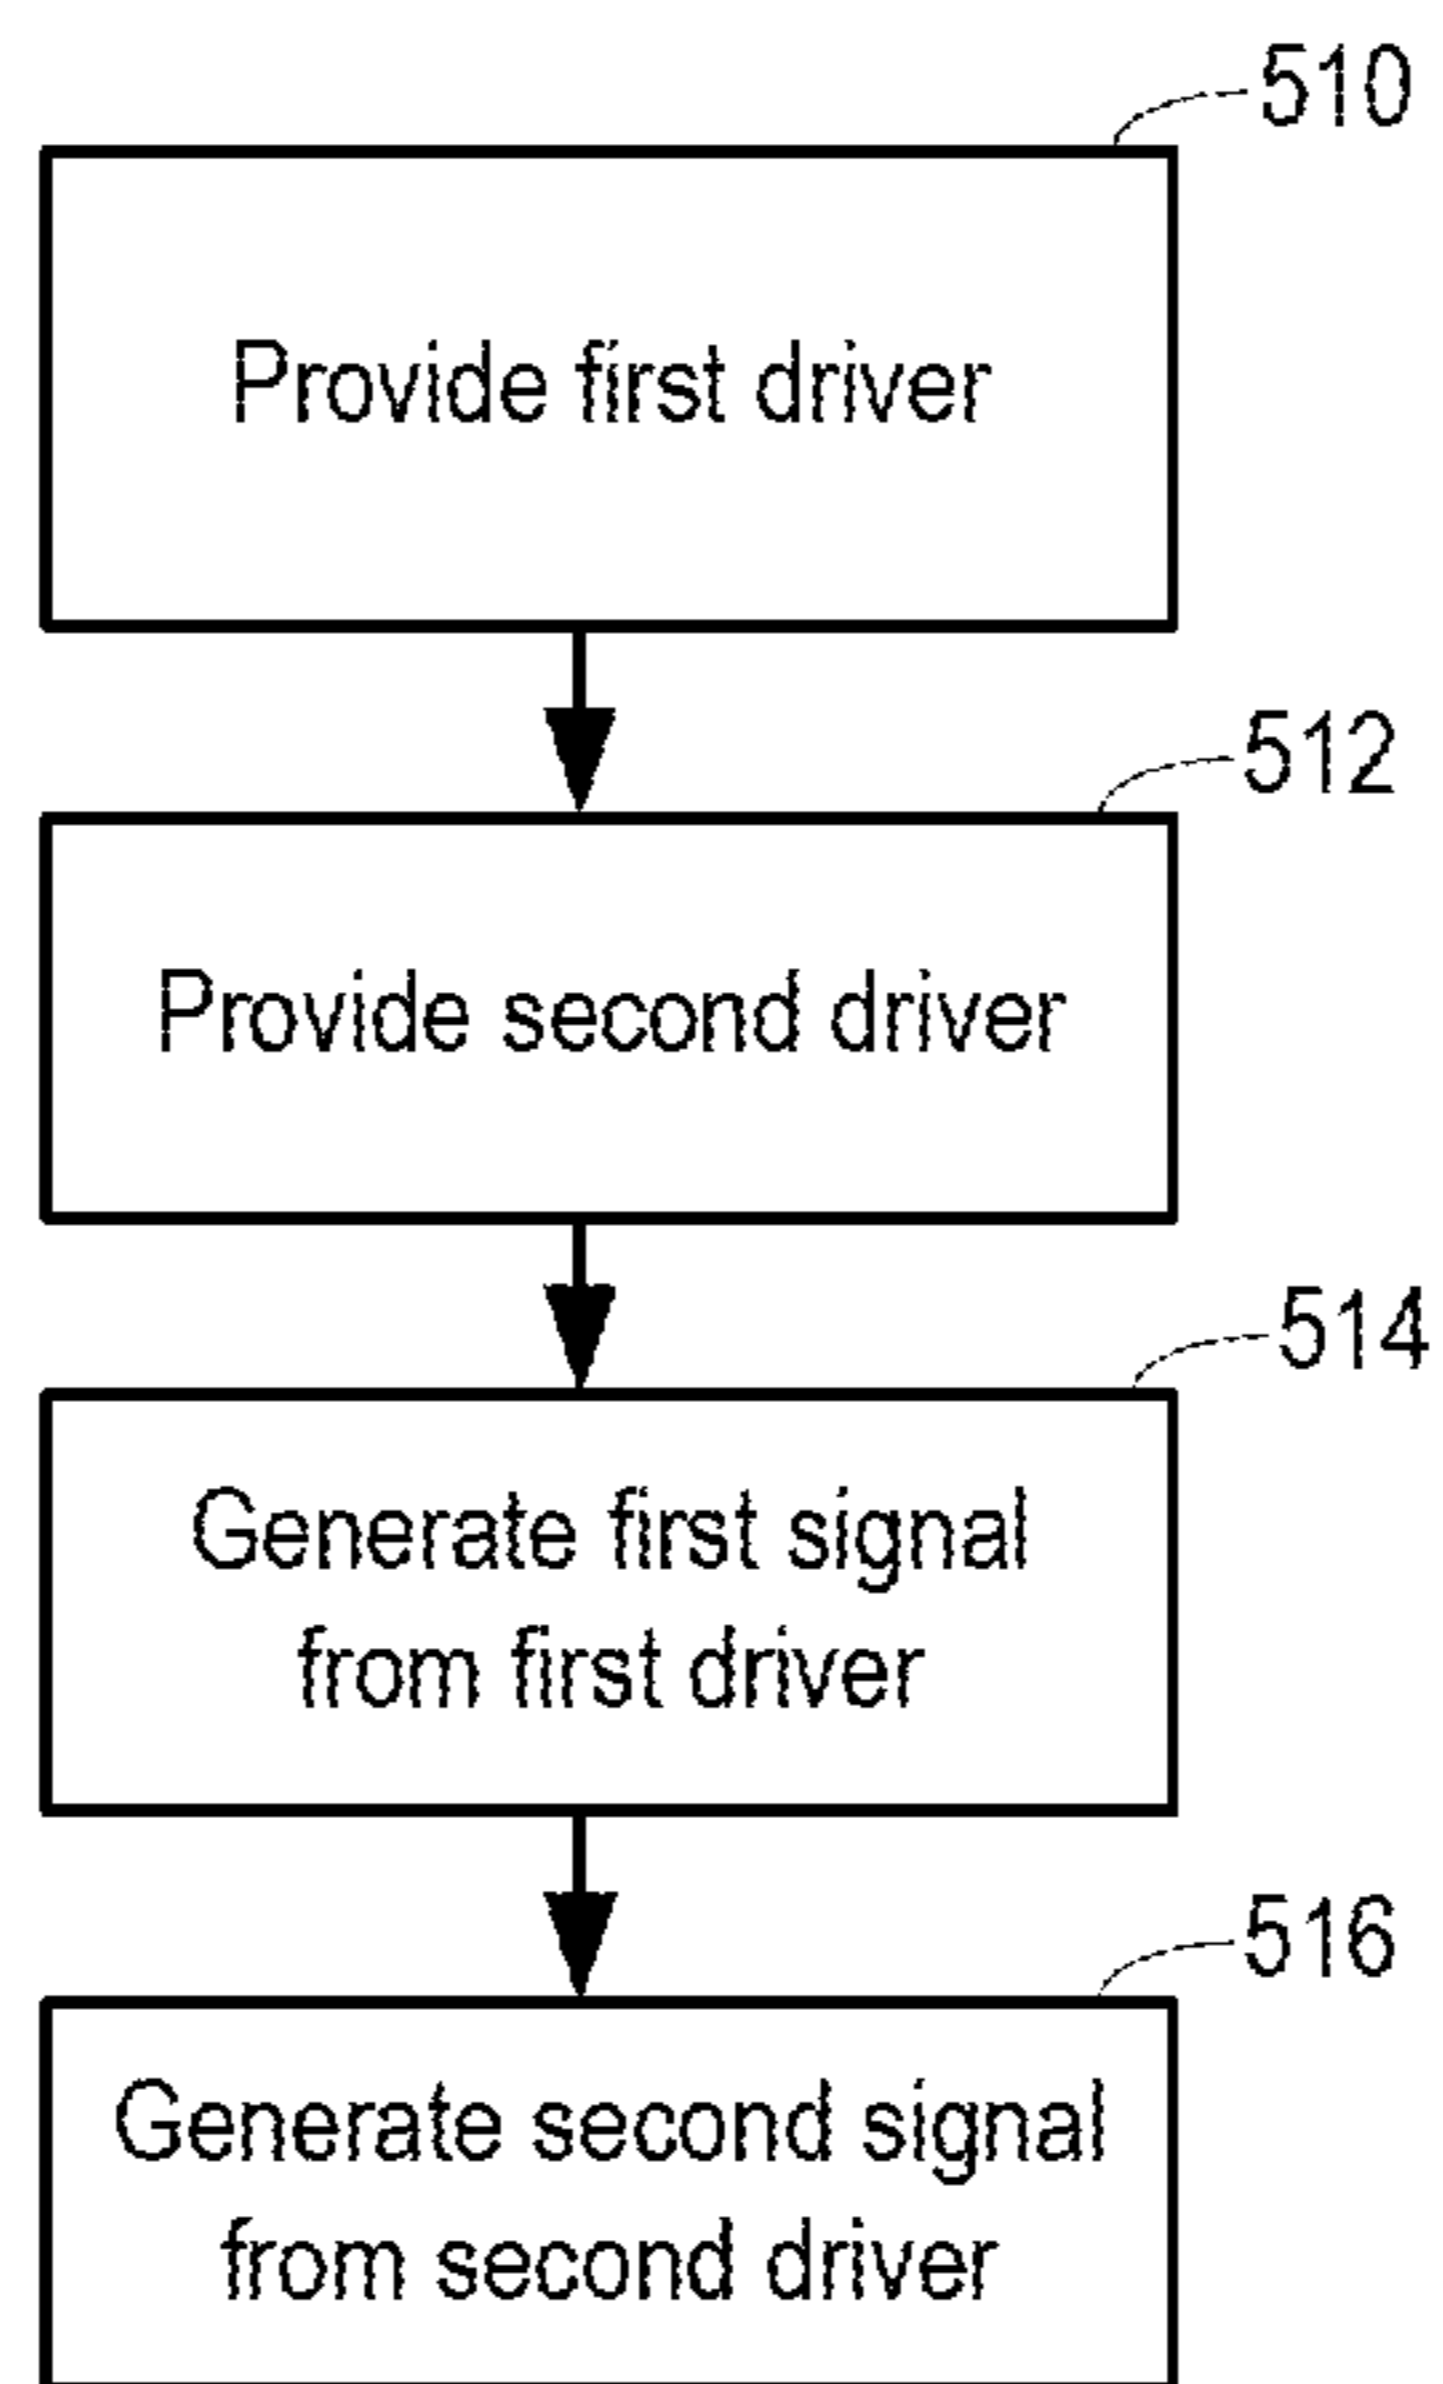 510
Provide first driver
512
Provide second driver
514
Generate first signal
from first driver
516
Generate second signal
from second driver